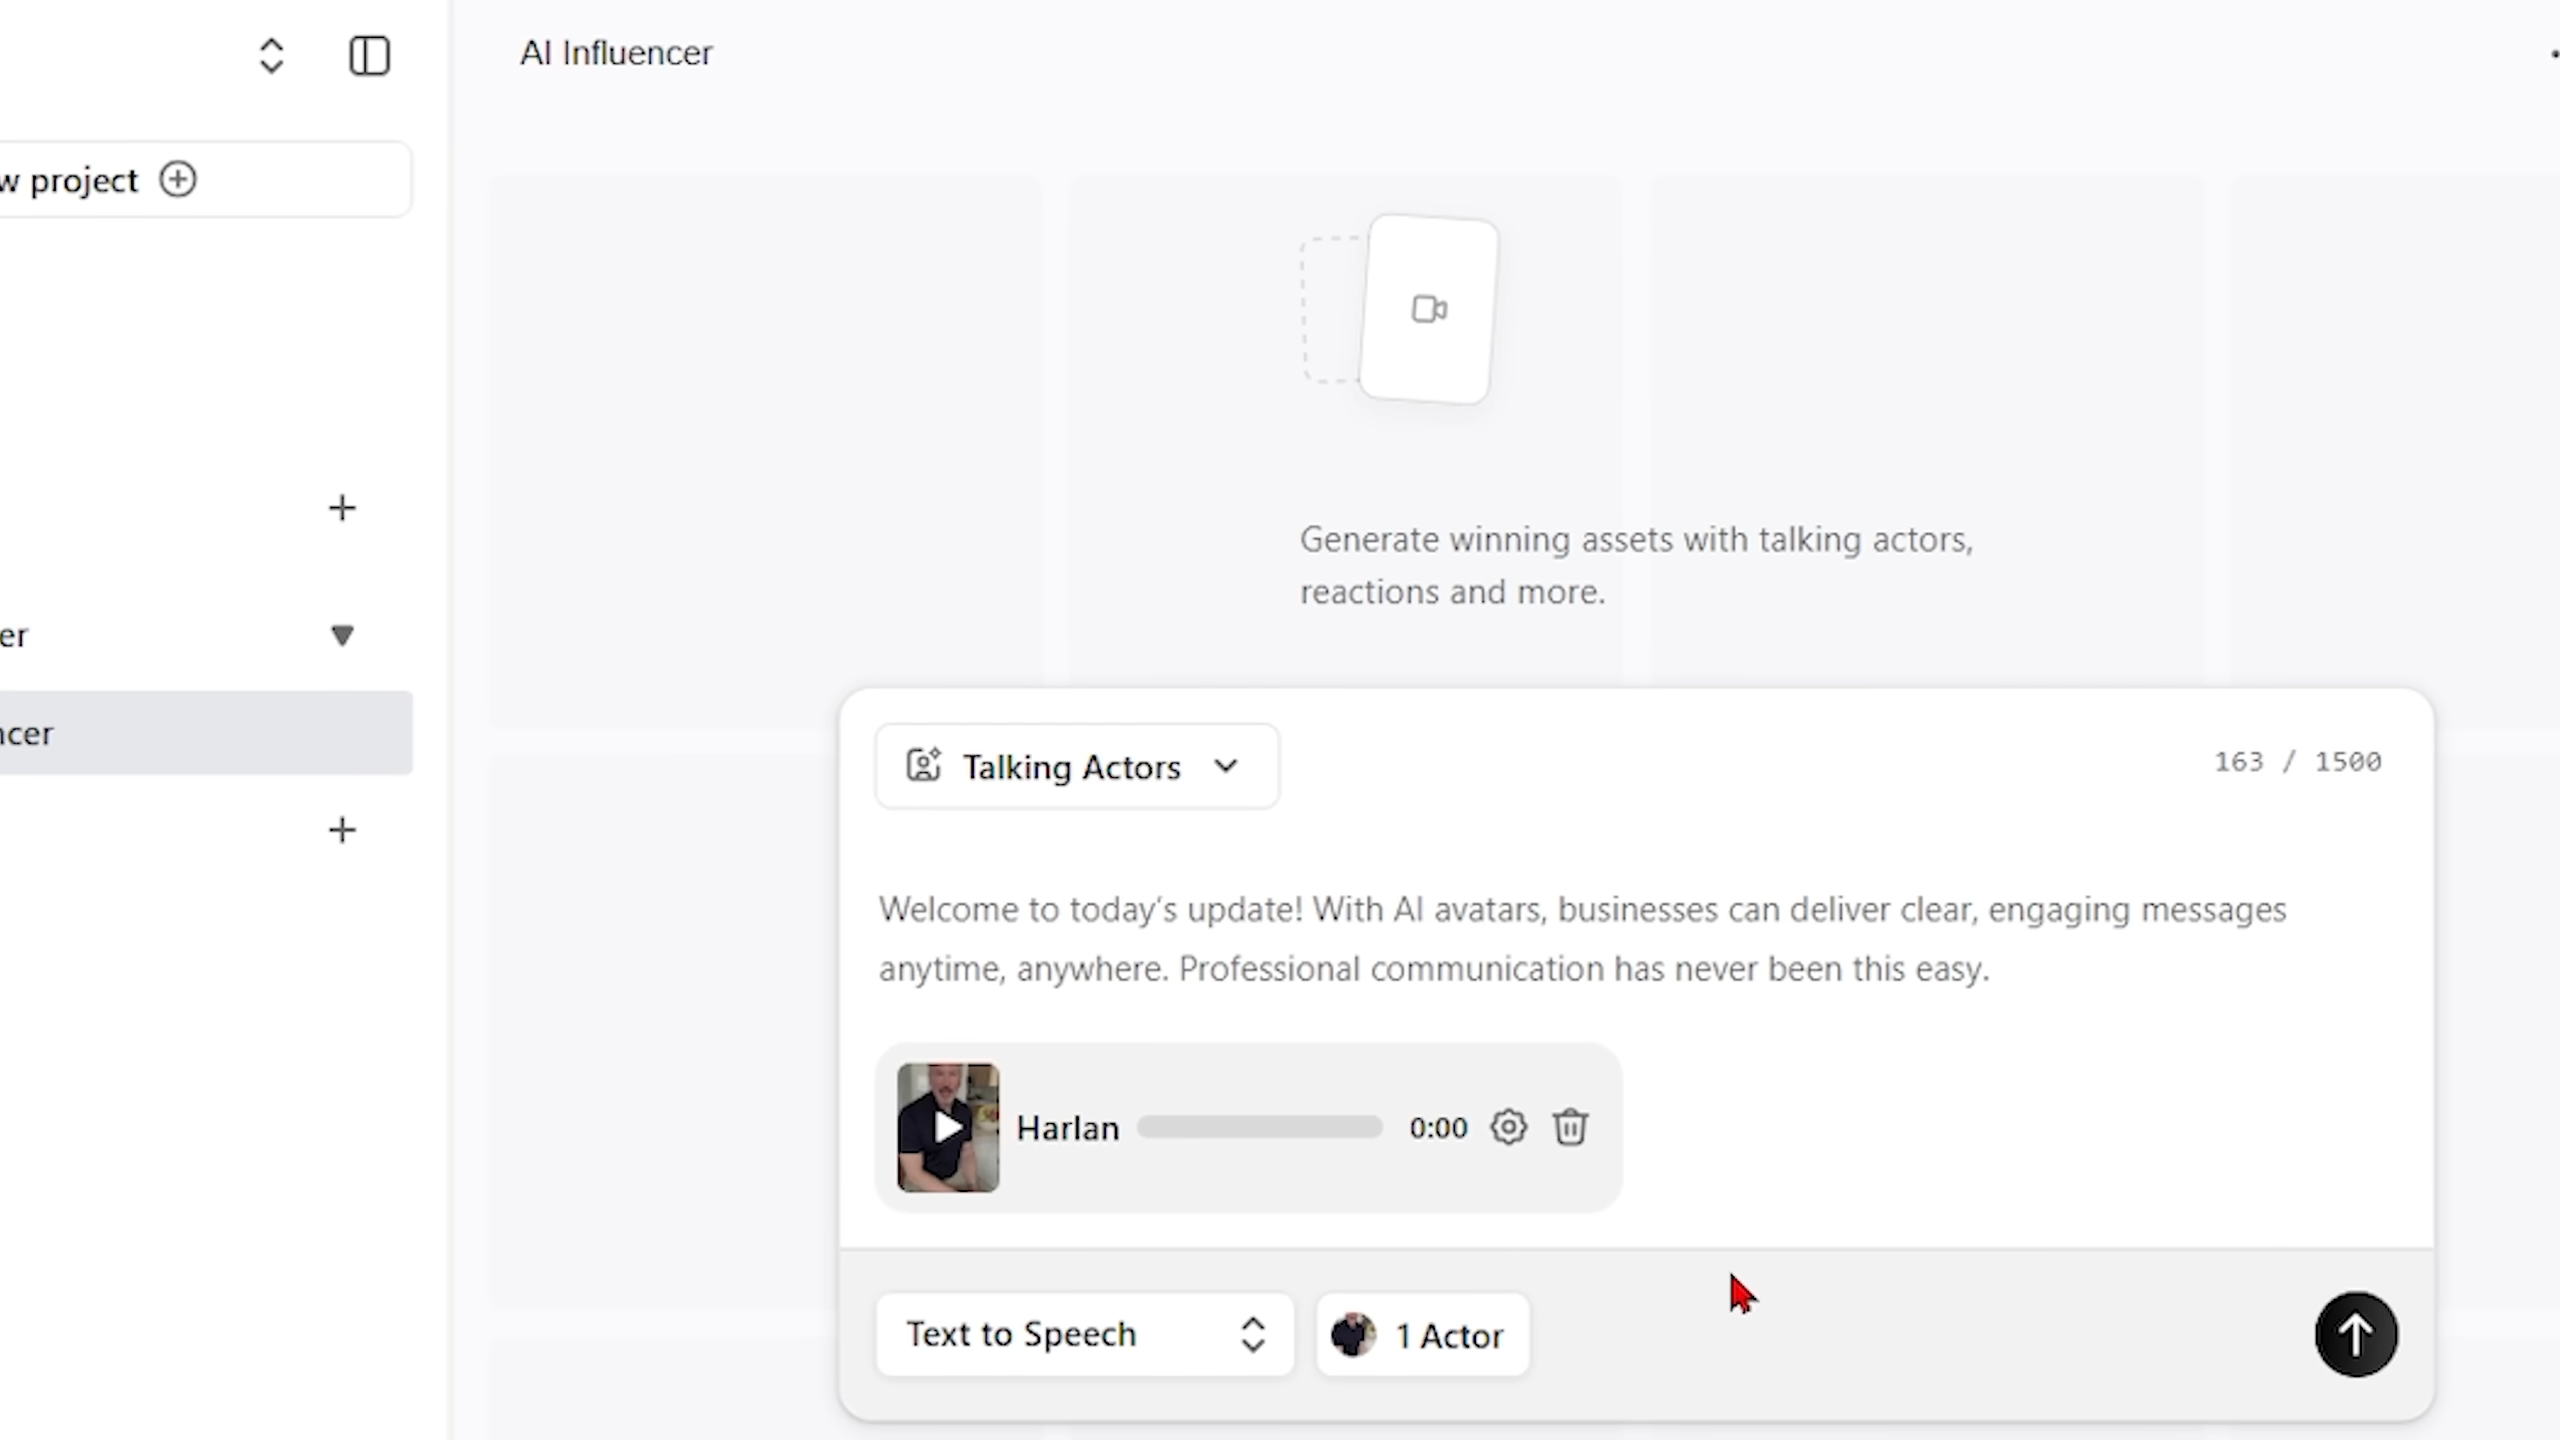 AI Influencer
w project
er
ncer
Generate winning assets with talking actors,
reactions and more.
Talking Actors
163 / 1500
Welcome to today's update! With AI avatars, businesses can deliver clear, engaging messages
anytime, anywhere. Professional communication has never been this easy.
Harlan
0:00
Text to Speech
1 Actor